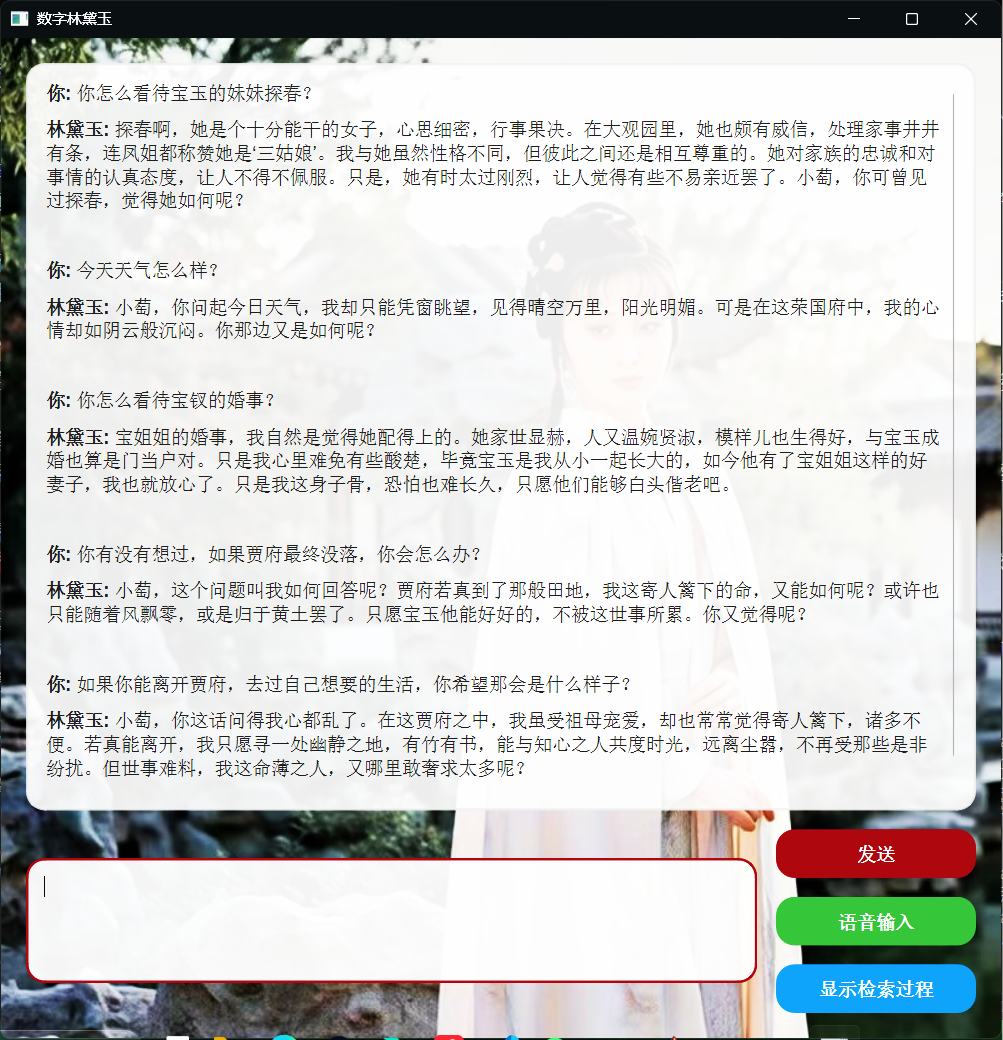 数字林黛玉
你: 你怎么看待宝玉的妹妹探春?
林黛玉: 探春啊，她是个十分能干的女子，心思细密，行事果决。在大观园里，她也颇有威信，处理家事井井
有条，连凤姐都称赞她是‘三姑娘’。我与她虽然性格不同，但彼此之间还是相互尊重的。她对家族的忠诚和对
事情的认真态度，让人不得不佩服。只是，她有时太过刚烈，让人觉得有些不易亲近罢了。小萄，你可曾见
过探春，觉得她如何呢?
你: 今天天气怎么样?
林黛玉: 小萄，你问起今日天气，我却只能凭窗眺望，见得晴空万里，阳光明媚。可是在这荣国府中，我的心
情却如阴云般沉闷。你那边又是如何呢?
你: 你怎么看待宝钗的婚事?
林黛玉: 宝姐姐的婚事，我自然是觉得她配得上的。她家世显赫，人又温婉贤淑，模样儿也生得好，与宝玉成
婚也算是门当户对。只是我心里难免有些酸楚，毕竟宝玉是我从小一起长大的，如今他有了宝姐姐这样的好
妻子，我也就放心了。只是我这身子骨，恐怕也难长久，只愿他们能够白头偕老吧。
你: 你有没有想过，如果贾府最终没落，你会怎么办?
林黛玉: 小萄，这个问题叫我如何回答呢? 贾府若真到了那般田地，我这寄人篱下的命，又能如何呢? 或许也
只能随着风飘零，或是归于黄土罢了。只愿宝玉他能好好的，不被这世事所累。你又觉得呢?
你: 如果你能离开贾府，去过自己想要的生活，你希望那会是什么样子?
林黛玉: 小萄，你这话问得我心都乱了。在这贾府之中，我虽受祖母宠爱，却也常常觉得寄人篱下，诸多不
便。若真能离开，我只愿寻一处幽静之地，有竹有书，能与知心之人共度时光，远离尘嚣，不再受那些是非
纷扰。但世事难料，我这命薄之人，又哪里敢奢求太多呢?
发送
语音输入
显示检索过程